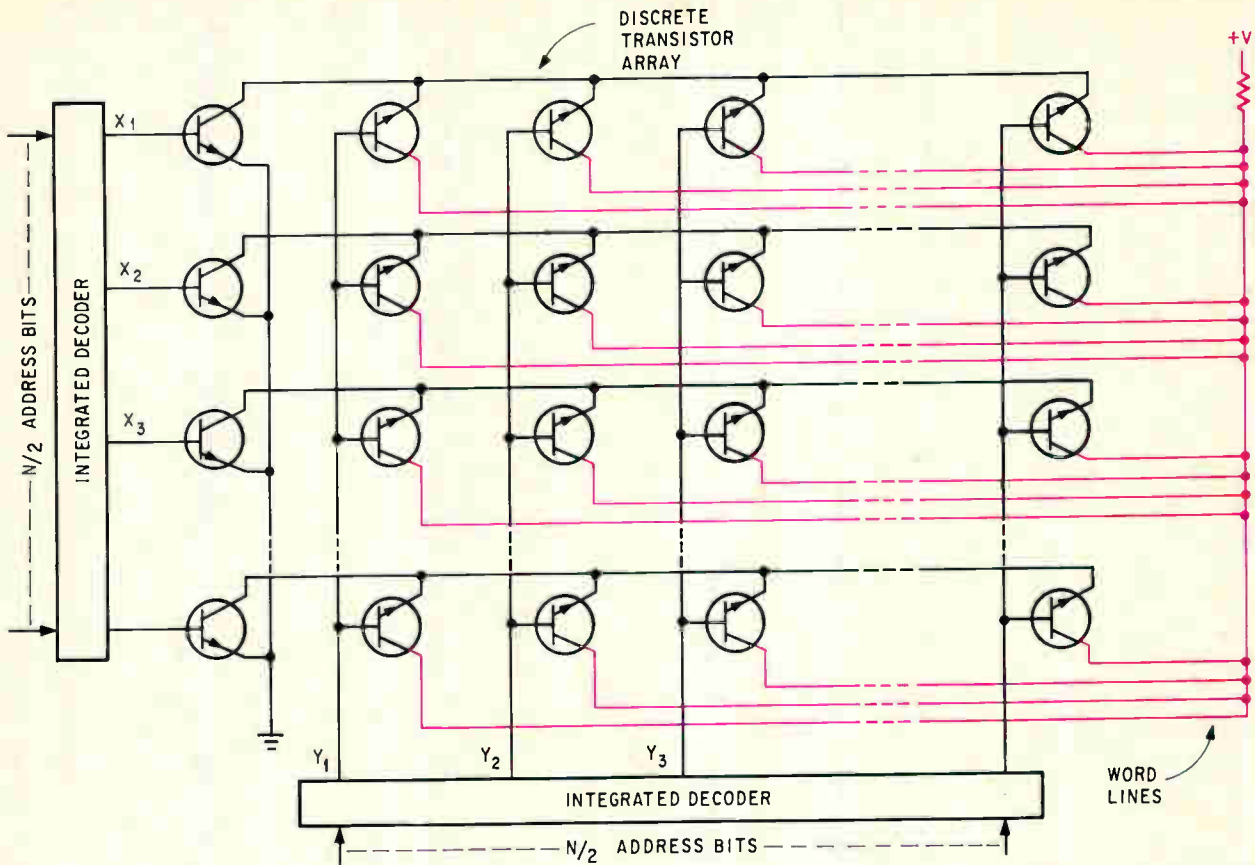 DISCRETE
TRANSISTOR
ARRAY
+V
X1
X2
X3
N/2 ADDRESS BITS
INTEGRATED DECODER
Y1
Y2
Y3
INTEGRATED DECODER
N/2 ADDRESS BITS
WORD
LINES